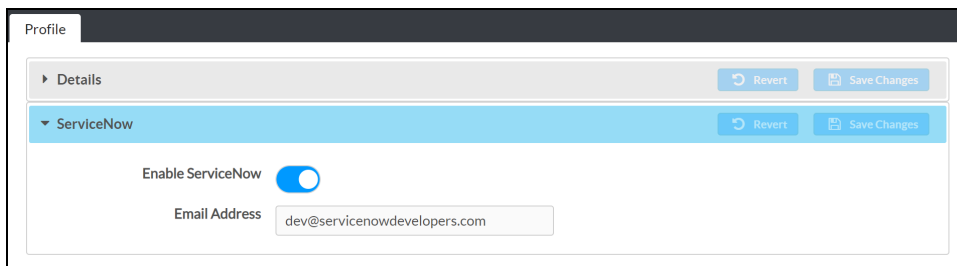 Profile
Details Revert Save Changes
ServiceNow Revert Save Changes
Enable ServiceNow
Email Address dev@servicenowdevelopers.com